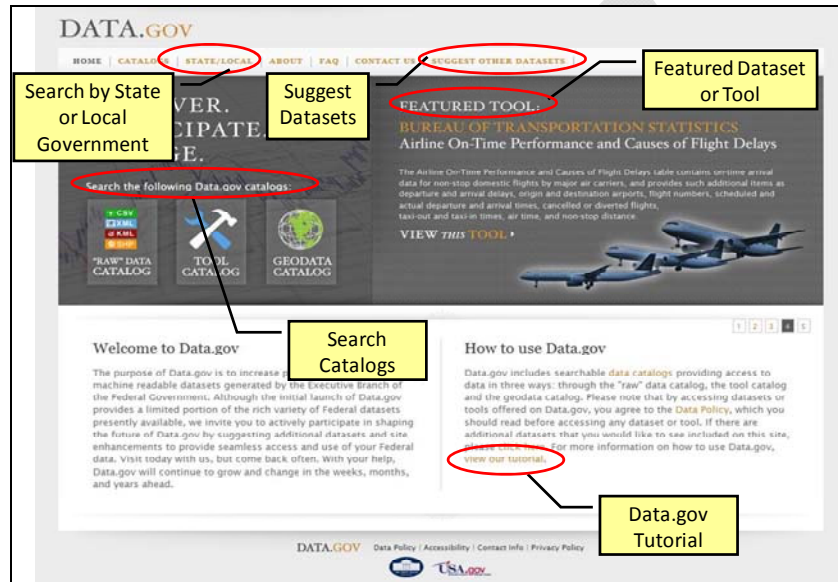 DATA.GOV
HOME | CATALOGS | STATE/LOCAL | ABOUT | FAQ | CONTACT US | SUGGEST OTHER DATASETS
Search by State
or Local
Government
Suggest
Datasets
Featured Dataset
or Tool
VER.
CIPATE.
GE.
Search the following Data.gov catalogs:
CSV
XML
KML
SHP
"RAW" DATA
CATALOG
TOOL
CATALOG
GEODATA
CATALOG
FEATURED TOOL:
BUREAU OF TRANSPORTATION STATISTICS
Airline On-Time Performance and Causes of Flight Delays
The Airline On-Time Performance and Causes of Flight Delays table contains on-time arrival
data for non-stop domestic flights by major air carriers, and provides such additional items as
departure and arrival delays, origin and destination airports, flight numbers, scheduled and
actual departure and arrival times, cancelled or diverted flights,
taxi-out and taxi-in times, air time, and non-stop distance.
VIEW THIS TOOL
1 2 3 4 5
Search
Catalogs
Welcome to Data.gov
The purpose of Data.gov is to increase
machine readable datasets generated by the Executive Branch of
the Federal Government. Although the initial launch of Data.gov
provides a limited portion of the rich variety of Federal datasets
presently available, we invite you to actively participate in shaping
the future of Data.gov by suggesting additional datasets and site
enhancements to provide seamless access and use of your Federal
data. Visit today with us, but come back often. With your help,
Data.gov will continue to grow and change in the weeks, months,
and years ahead.
How to use Data.gov
Data.gov includes searchable data catalogs providing access to
data in three ways: through the "raw" data catalog, the tool catalog
and the geodata catalog. Please note that by accessing datasets or
tools offered on Data.gov, you agree to the Data Policy, which you
should read before accessing any dataset or tool. If there are
additional datasets that you would like to see included on this site,
please click here. For more information on how to use Data.gov,
view our tutorial.
Data.gov
Tutorial
DATA.GOV Data Policy | Accessibility | Contact Info | Privacy Policy
USA.gov